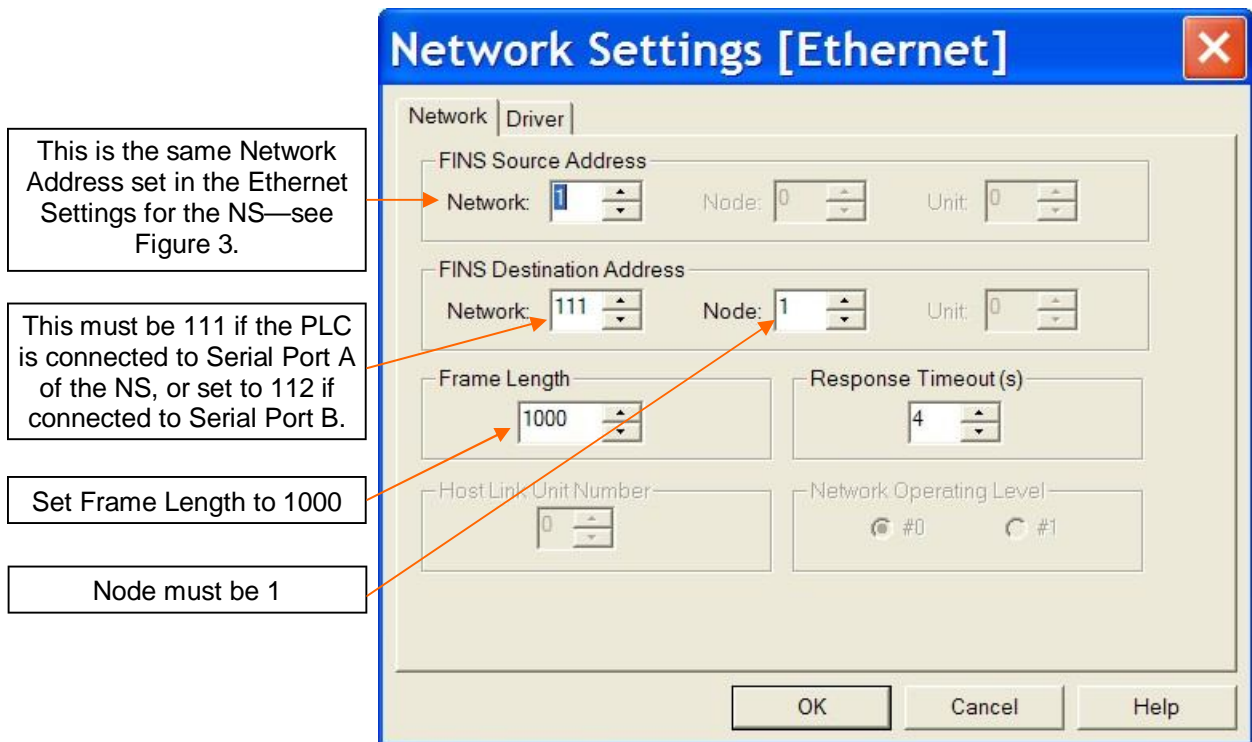 Network Settings [Ethernet]
Network Driver
This is the same Network
Address set in the Ethernet
Settings for the NS—see
Figure 3.
FINS Source Address
Network: 1 Node: 0 Unit: 0
This must be 111 if the PLC
is connected to Serial Port A
of the NS, or set to 112 if
connected to Serial Port B.
FINS Destination Address
Network: 111 Node: 1 Unit: 0
Set Frame Length to 1000
Frame Length
1000
Response Timeout (s)
4
Node must be 1
Host Link Unit Number
0
Network Operating Level
#0 #1
OK Cancel Help